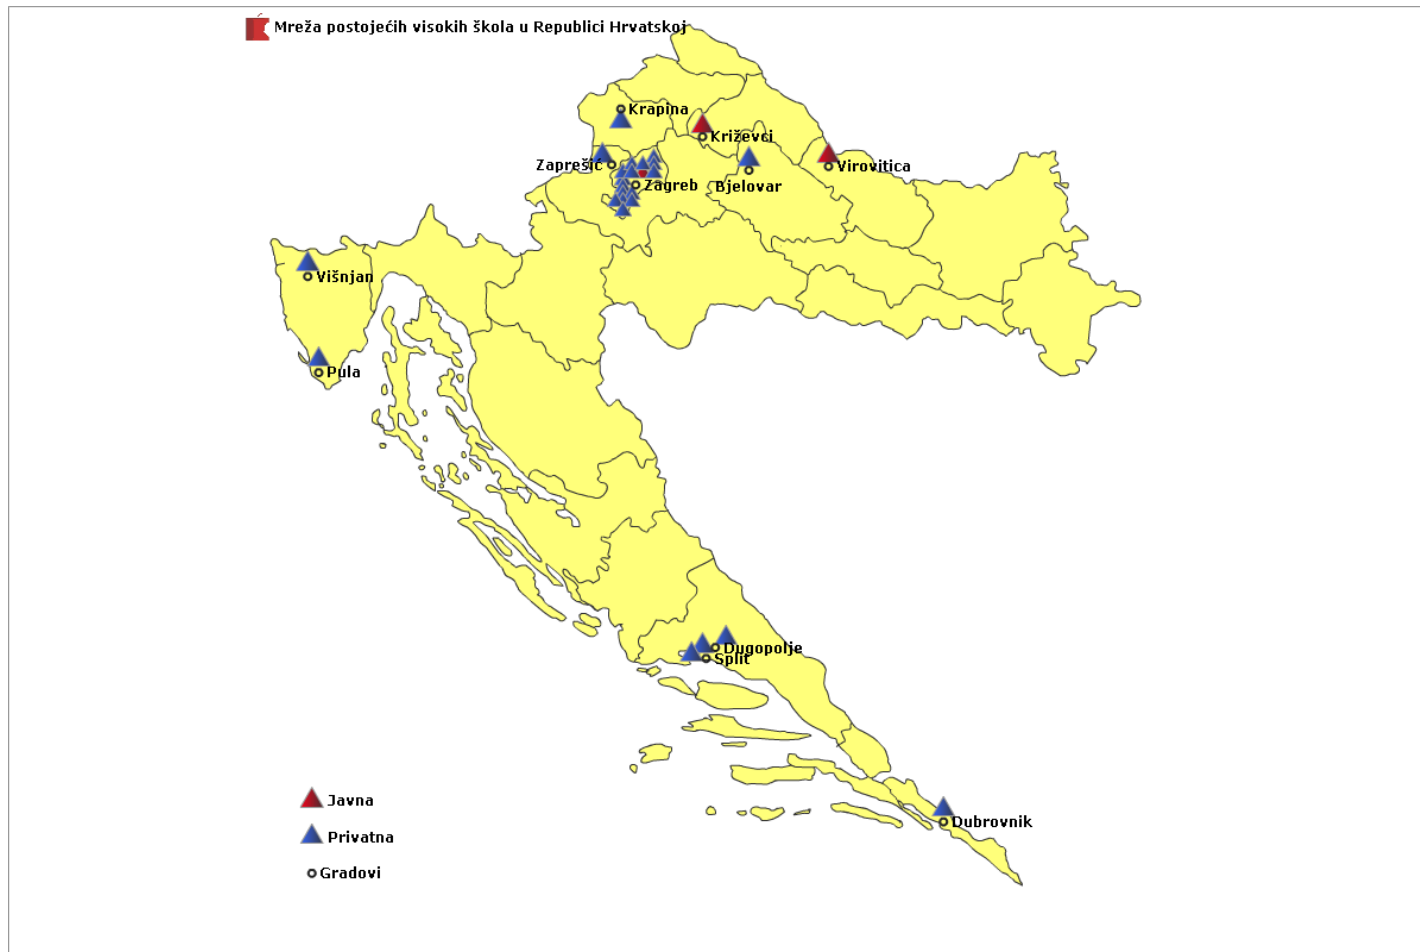 Mreža postojećih visokih škola u Republici Hrvatskoj
Krapina
Križevci
Zaprešić
Virovitica
Zagreb
Bjelovar
Višnjan
Pula
Dugopolje
Split
Dubrovnik
Javna
Privatna
Gradovi